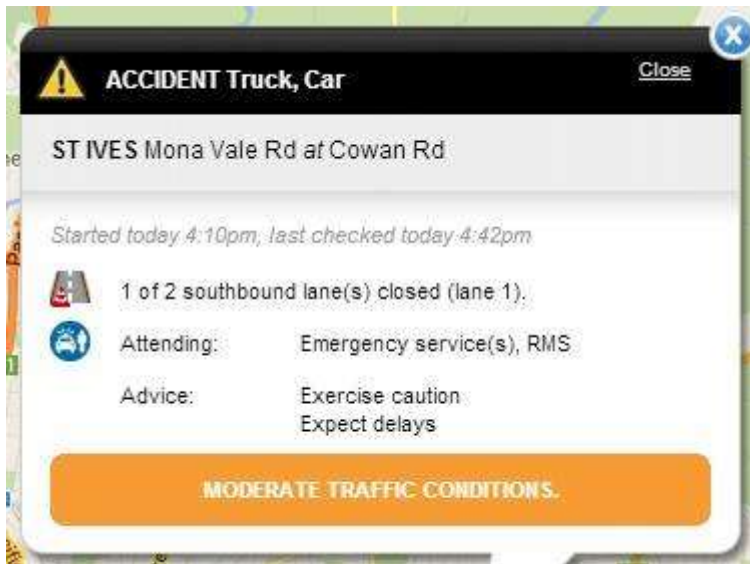 ACCIDENT Truck, Car
Close
ST IVES Mona Vale Rd at Cowan Rd
Started today 4:10pm, last checked today 4:42pm
1 of 2 southbound lane(s) closed (lane 1).
Attending: Emergency service(s), RMS
Advice: Exercise caution
Expect delays
MODERATE TRAFFIC CONDITIONS.